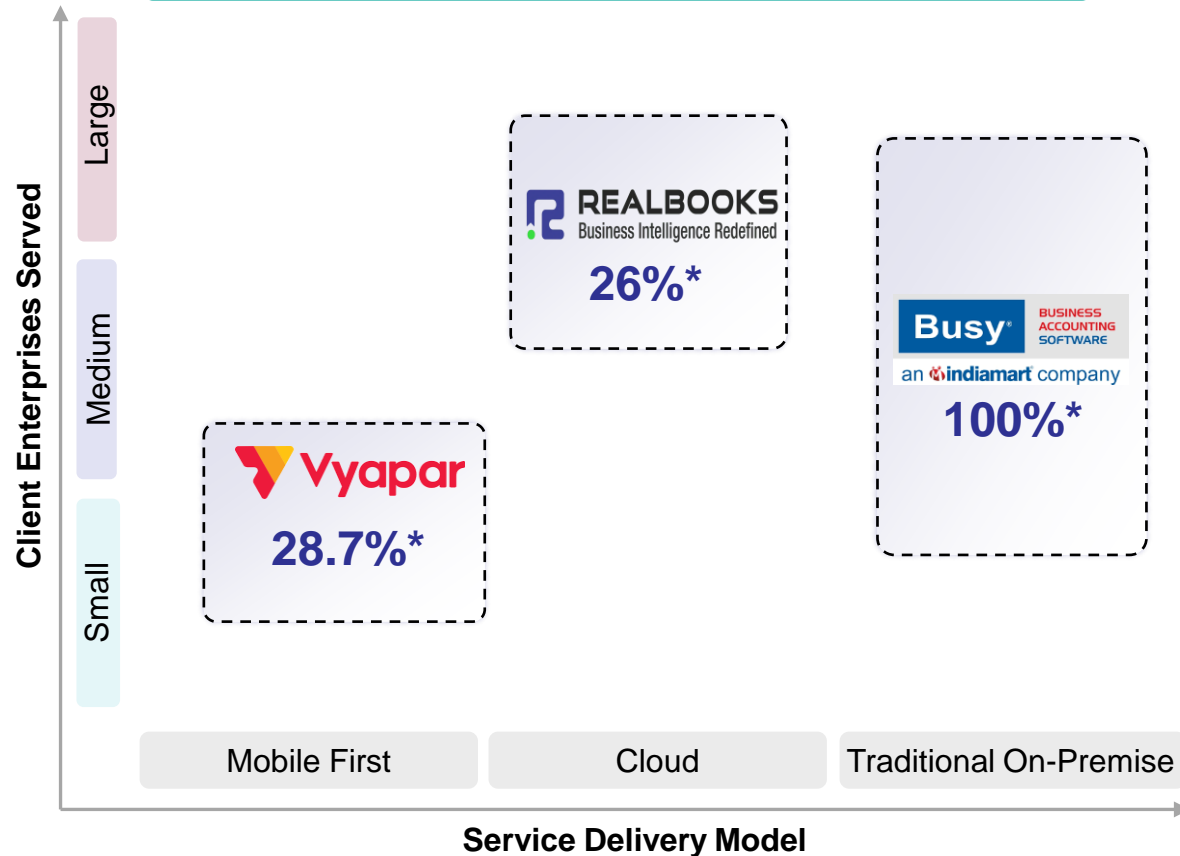 Client Enterprises Served
Large
Medium
Small
REALBOOKS
Business Intelligence Redefined
26%*
Busy®
BUSINESS
ACCOUNTING
SOFTWARE
an indiamart company
100%*
Vyapar
28.7%*
Mobile First
Cloud
Traditional On-Premise
Service Delivery Model